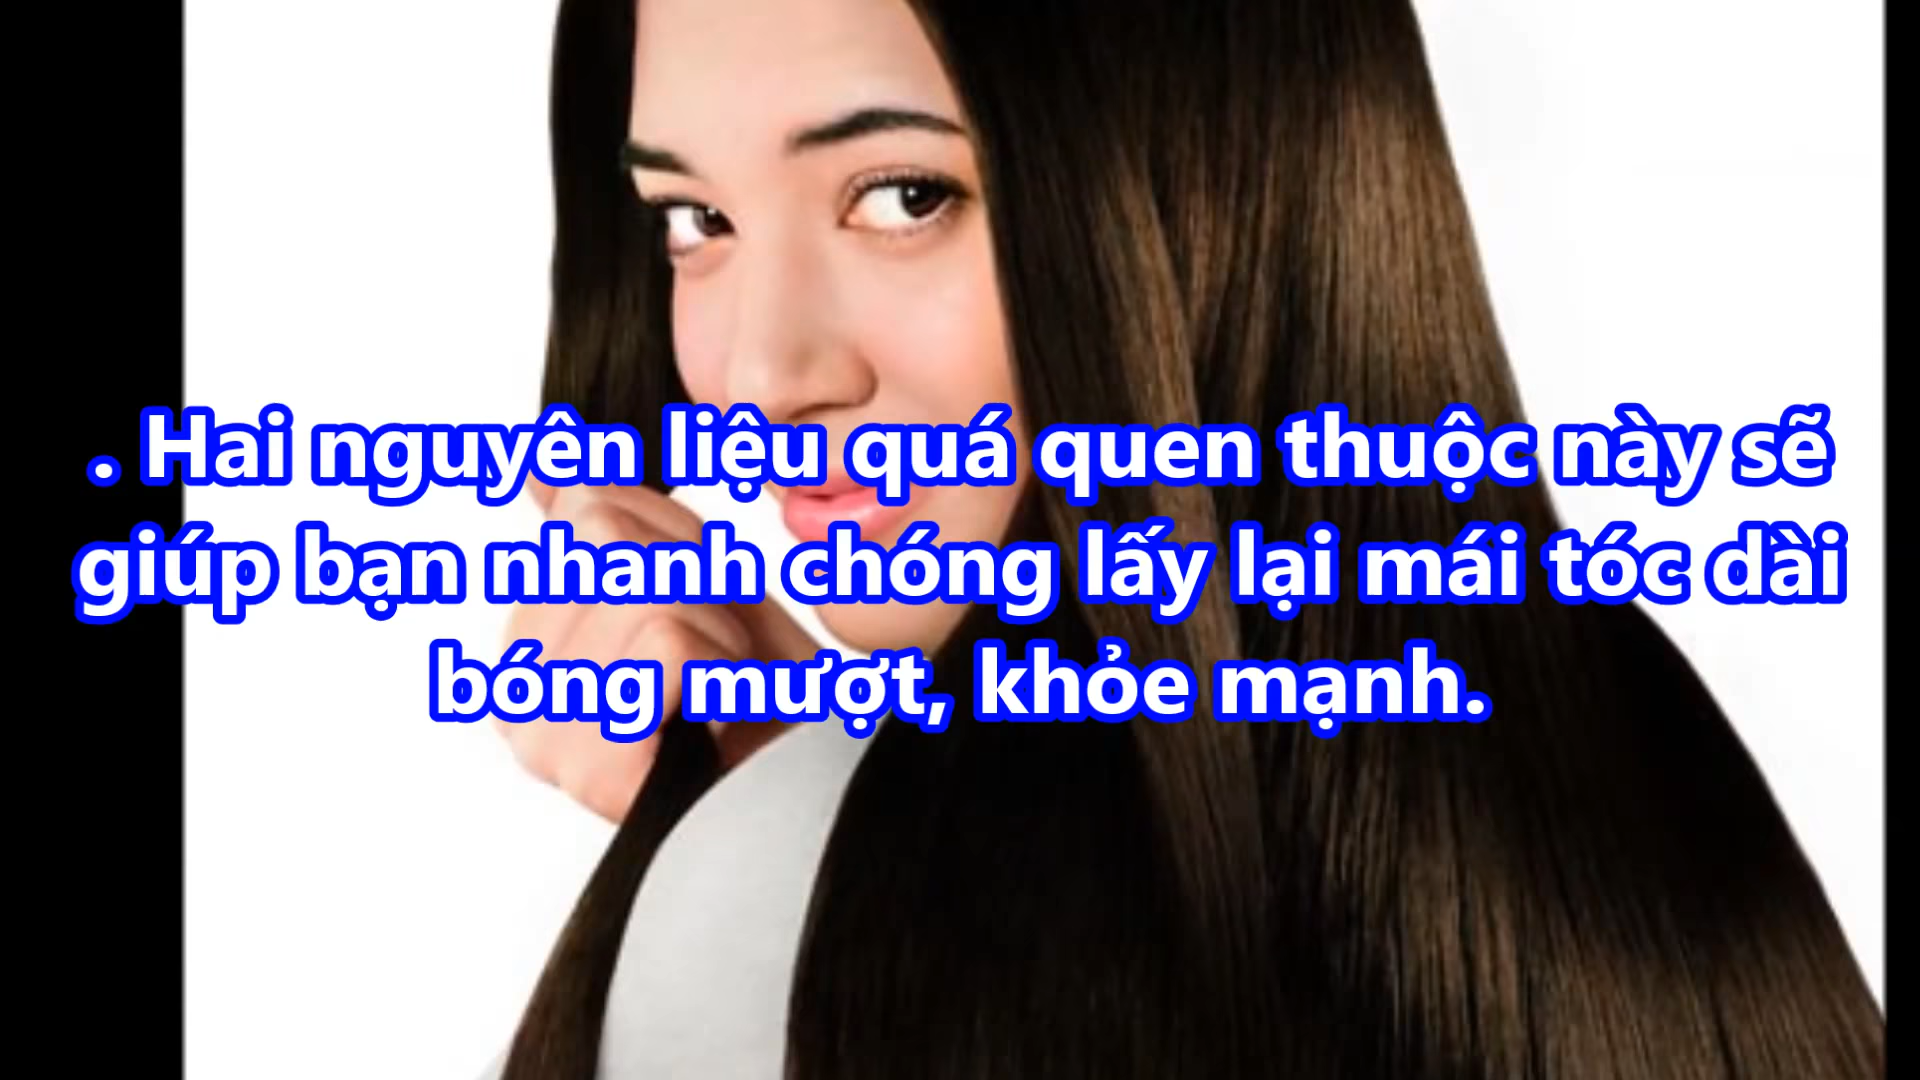 . Hai nguyên liệu quá quen thuộc này sẽ
giúp bạn nhanh chóng lấy lại mái tóc dài
bóng mượt, khỏe mạnh.